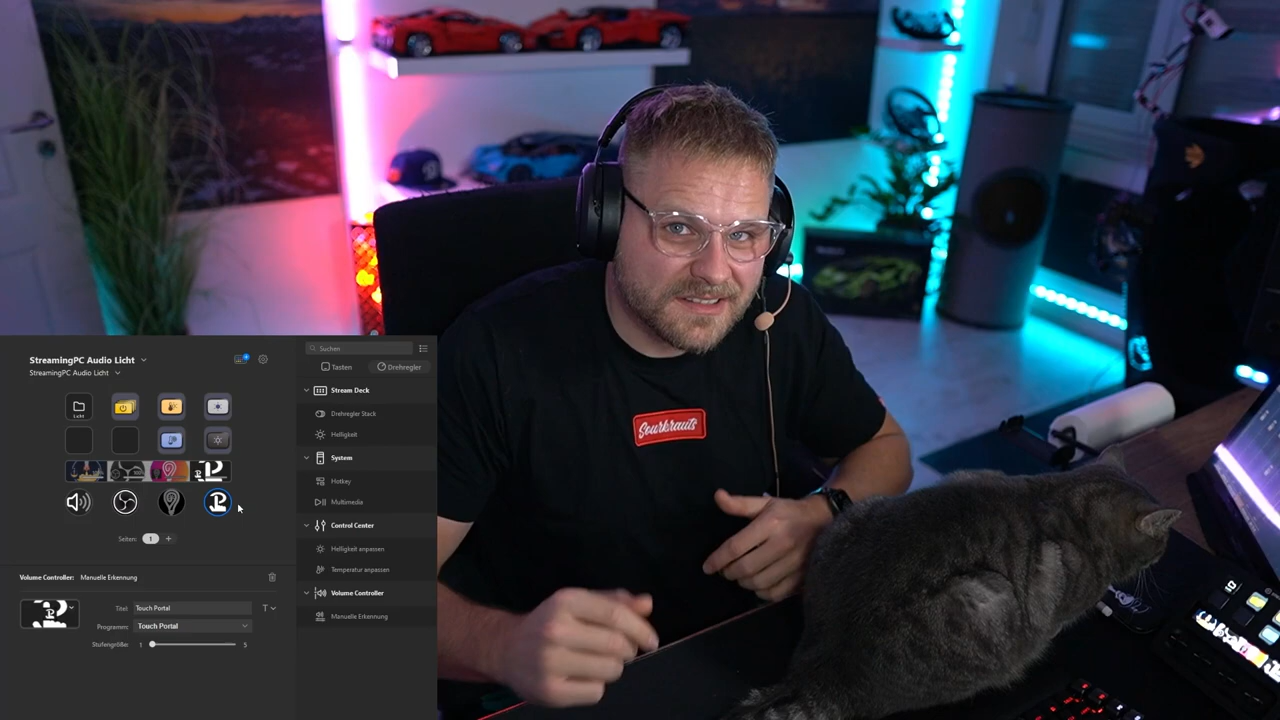 StreamingPC Audio Licht
StreamingPC Audio Licht
Licht
Seiten: 1 +
Volume Controller: Manuelle Erkennung
Titel: Touch Portal
Programm: Touch Portal
Stufengröße: 1 5
Suchen
Tasten Drehregler
Stream Deck
Drehregler Stack
Helligkeit
System
Hotkey
Multimedia
Control Center
Helligkeit anpassen
Temperatur anpassen
Volume Controller
Manuelle Erkennung
Sourkrauts